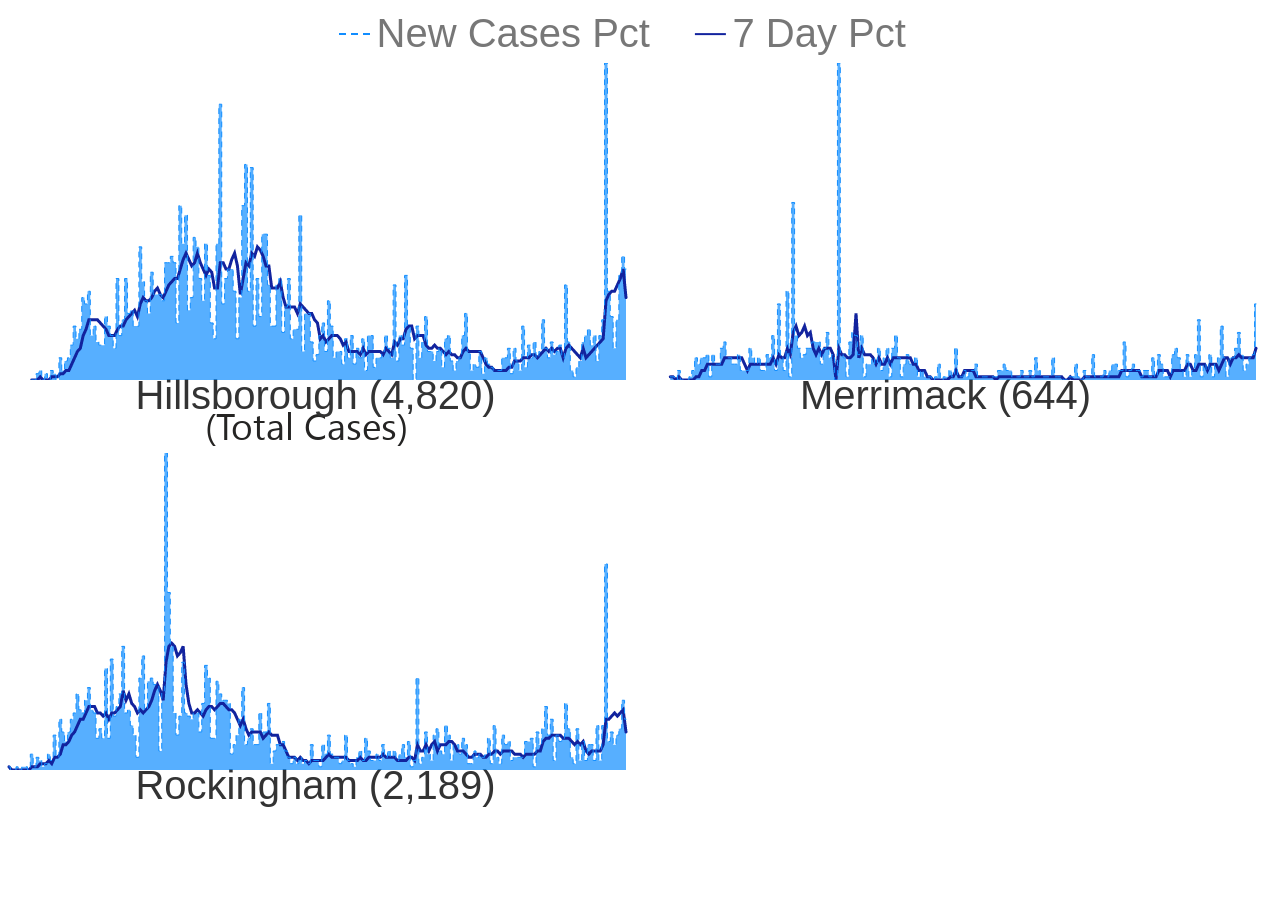 New Cases Pct 7 Day Pct
Hillsborough (4,820) Merrimack (644)
(Total Cases)
Rockingham (2,189)